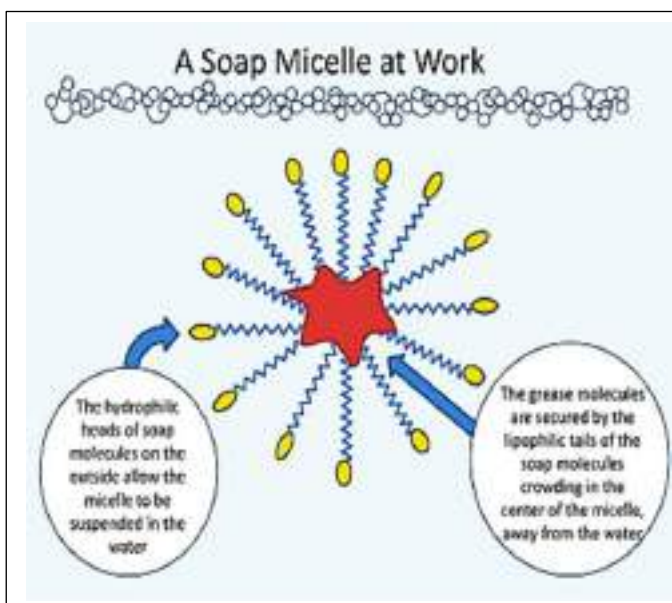 A Soap Micelle at Work
The hydrophilic
heads of soap
molecules on the
outside allow the
micelle to be
suspended in the
water
The grease molecules
are secured by the
lipophilic tails of the
soap molecules
crowding in the
center of the micelle,
away from the water.